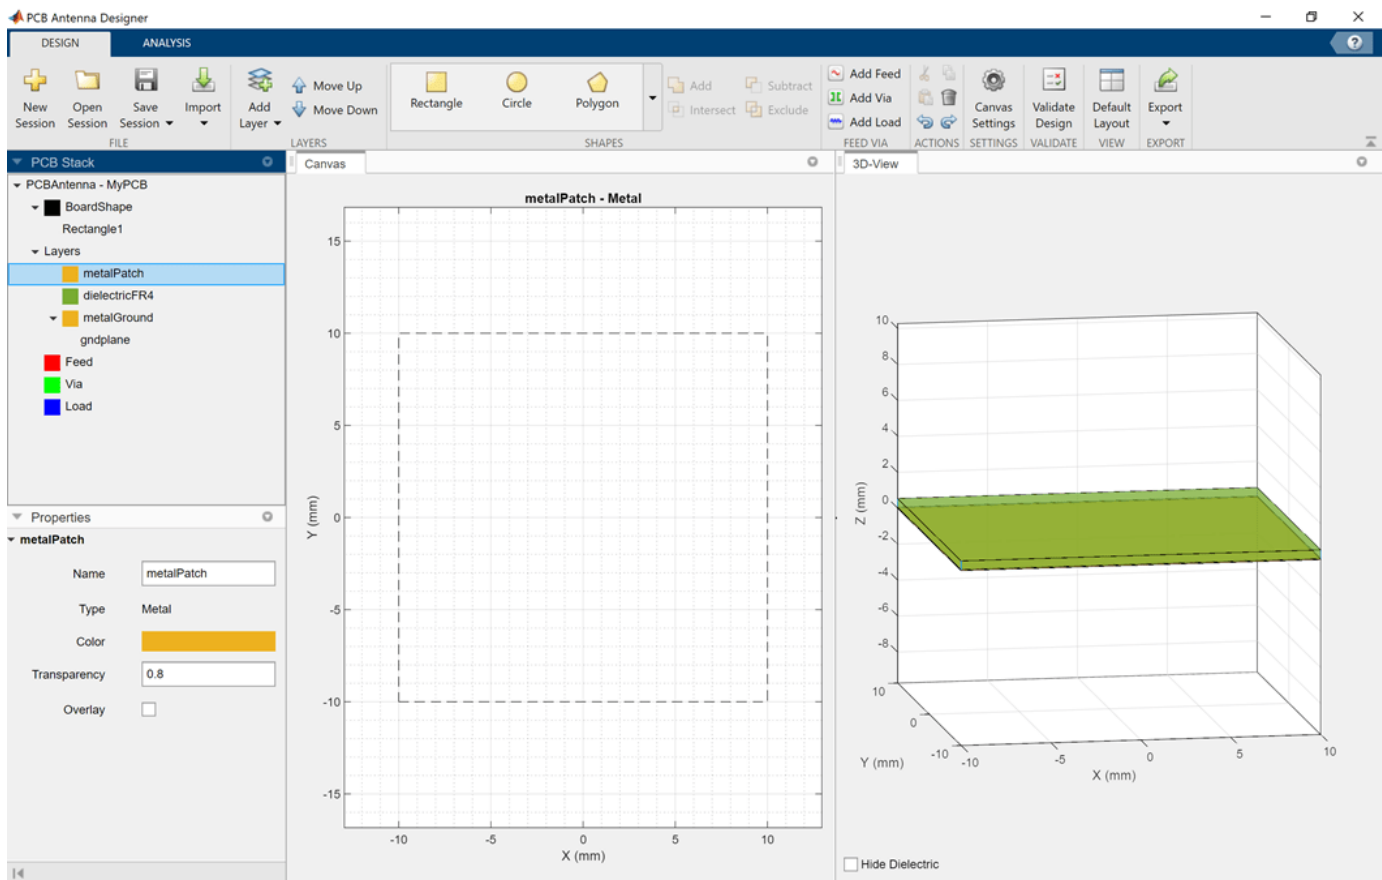 PCB Antenna Designer
DESIGN ANALYSIS
New Session
Open Session
Save Session
Import
Add Layer
Move Up
Move Down
Rectangle
Circle
Polygon
Add
Subtract
Intersect
Exclude
Add Feed
Add Via
Add Load
Canvas Settings
Validate Design
Default Layout
Export
FILE LAYERS SHAPES FEED VIA ACTIONS SETTINGS VALIDATE VIEW EXPORT
PCB Stack
PCBAntenna - MyPCB
BoardShape
Rectangle1
Layers
metalPatch
dielectricFR4
metalGround
gndplane
Feed
Via
Load
Properties
metalPatch
Name metalPatch
Type Metal
Color
Transparency 0.8
Overlay
Canvas
metalPatch - Metal
15
10
5
0
-5
-10
-15
Y (mm)
-10 -5 0 5 10
X (mm)
3D-View
10
8
6
4
2
0
-2
-4
-6
-8
Z (mm)
10
0
-10
Y (mm)
-10 -5 0 5 10
X (mm)
Hide Dielectric